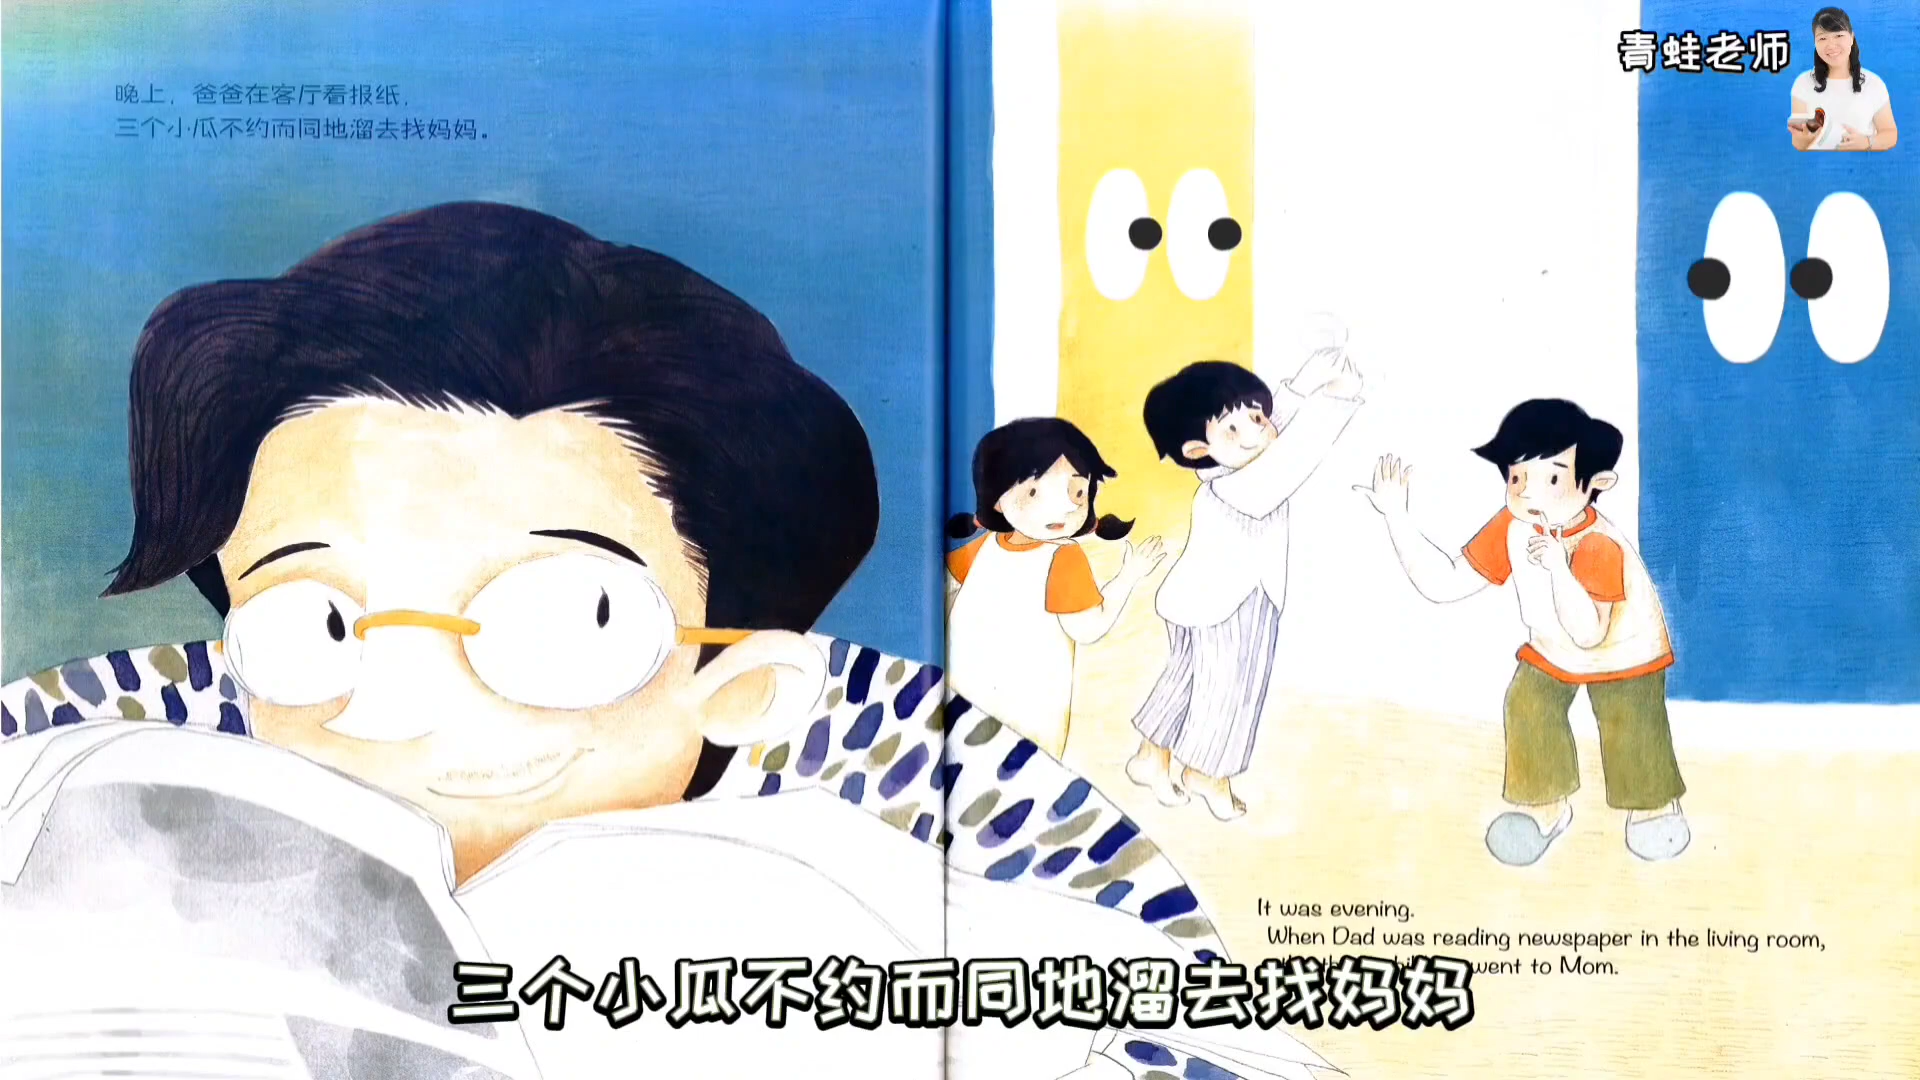 晚上，爸爸在客厅看报纸，
三个小瓜不约而同地溜去找妈妈。
青蛙老师
It was evening.
When Dad was reading newspaper in the living room,
went to Mom.
三个小瓜不约而同地溜去找妈妈